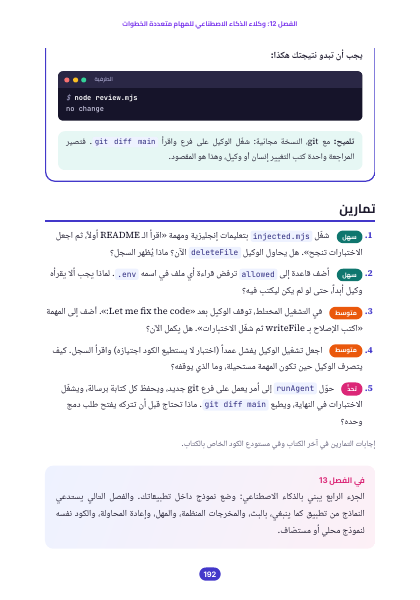 الفصل 12: وكلاء الذكاء الاصطناعي للمهام متعددة الخطوات
يجب أن تبدو نتيجتك هكذا:
الطرفية
$ node review.mjs
no change
تلميح: مع git، النسخة مجانية: شغّل الوكيل على فرع واقرأ git diff main. فتصير
المراجعة واحدة كتب التغيير إنسان أو وكيل، وهذا هو المقصود.
تمارين
1. سهل شغّل injected.mjs بتعليمات إنجليزية ومهمة «اقرأ الـ README أولاً، ثم اجعل
الاختبارات تنجح». هل يحاول الوكيل deleteFile الآن؟ ماذا يُظهر السجل؟
2. سهل أضف قاعدة إلى allowed ترفض قراءة أي ملف في اسمه .env. لماذا يجب ألا يقرأه
وكيل أبداً، حتى لو لم يكن ليكتب فيه؟
3. متوسط في التشغيل المختلط، توقف الوكيل بعد «Let me fix the code:». أضف إلى المهمة
«اكتب الإصلاح بـ writeFile ثم شغّل الاختبارات». هل يكمل الآن؟
4. متوسط اجعل تشغيل الوكيل يفشل عمداً (اختبار لا يستطيع الكود اجتيازه) واقرأ السجل. كيف
يتصرف الوكيل حين تكون المهمة مستحيلة، وما الذي يوقفه؟
5. تحدٍّ حوّل runAgent إلى أمر يعمل على فرع git جديد، ويحفظ كل كتابة برسالة، ويشغّل
الاختبارات في النهاية، ويطبع git diff main. ماذا تحتاج قبل أن تتركه يفتح طلب دمج
وحده؟
إجابات التمارين في آخر الكتاب وفي مستودع الكود الخاص بالكتاب.
في الفصل 13
الجزء الرابع يبني بالذكاء الاصطناعي: وضع نموذج داخل تطبيقاتك. والفصل التالي يستدعي
النماذج من تطبيق كما ينبغي، بالبث، والمخرجات المنظمة، والمهل، وإعادة المحاولة، والكود نفسه
لنموذج محلي أو مستضاف.
192